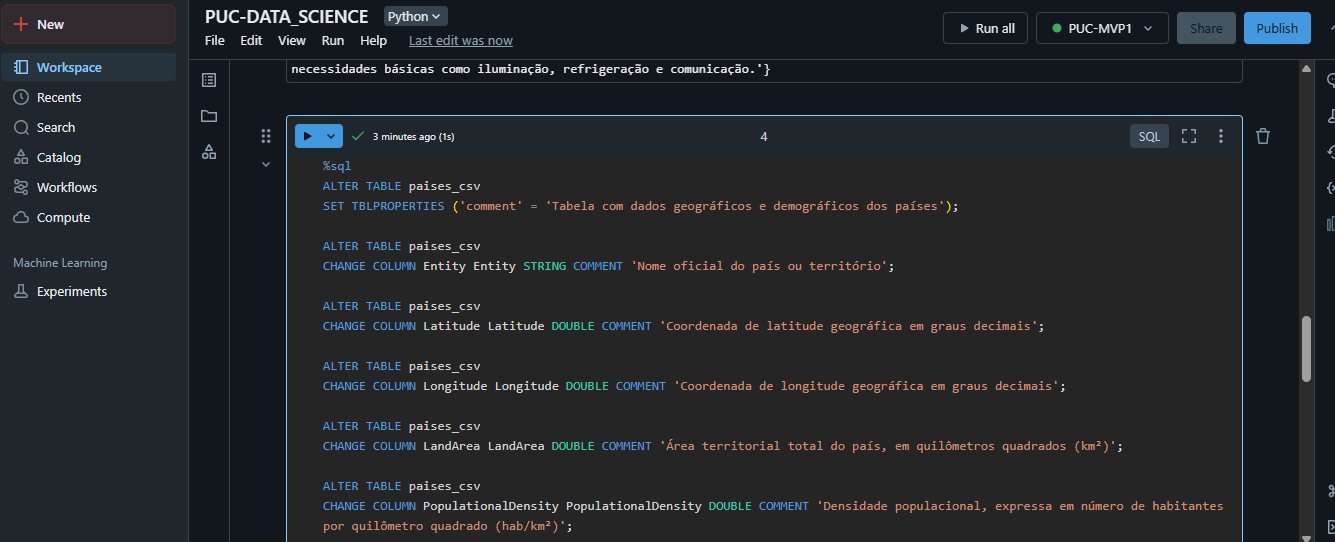 New
Workspace
Recents
Search
Catalog
Workflows
Compute
Machine Learning
Experiments
PUC-DATA_SCIENCE Python
File Edit View Run Help Last edit was now
Run all PUC-MVP1 Share Publish
necessidades básicas como iluminação, refrigeração e comunicação.'}
3 minutes ago (1s) 4 SQL
%sql
ALTER TABLE paises_csv
SET TBLPROPERTIES ('comment' = 'Tabela com dados geográficos e demográficos dos países');
ALTER TABLE paises_csv
CHANGE COLUMN Entity Entity STRING COMMENT 'Nome oficial do país ou território';
ALTER TABLE paises_csv
CHANGE COLUMN Latitude Latitude DOUBLE COMMENT 'Coordenada de latitude geográfica em graus decimais';
ALTER TABLE paises_csv
CHANGE COLUMN Longitude Longitude DOUBLE COMMENT 'Coordenada de longitude geográfica em graus decimais';
ALTER TABLE paises_csv
CHANGE COLUMN LandArea LandArea DOUBLE COMMENT 'Área territorial total do país, em quilômetros quadrados (km²)';
ALTER TABLE paises_csv
CHANGE COLUMN PopulationalDensity PopulationalDensity DOUBLE COMMENT 'Densidade populacional, expressa em número de habitantes
por quilômetro quadrado (hab/km²)';